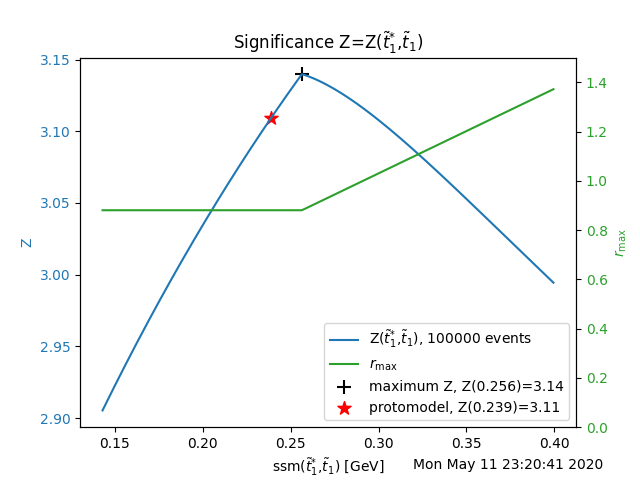 Significance Z=Z(t̃₁*,t̃₁)
3.15
3.10
3.05
3.00
2.95
2.90
Z
1.4
1.2
1.0
0.8
0.6
0.4
0.2
0.0
r_max
Z(t̃₁*,t̃₁), 100000 events
r_max
maximum Z, Z(0.256)=3.14
protomodel, Z(0.239)=3.11
0.15 0.20 0.25 0.30 0.35 0.40
ssm(t̃₁*,t̃₁) [GeV]
Mon May 11 23:20:41 2020